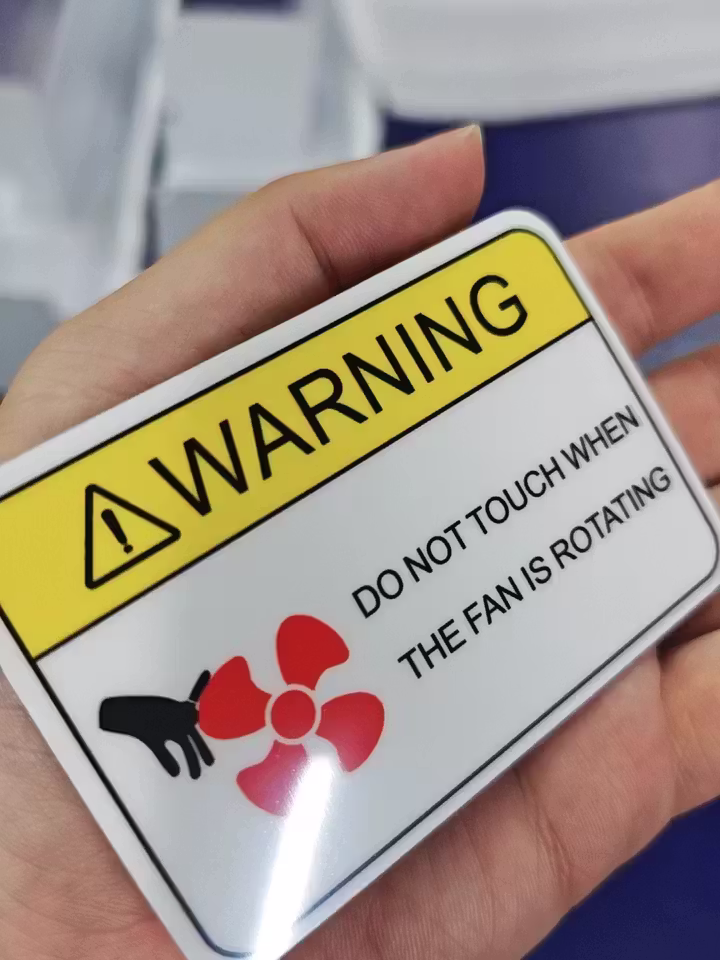 WARNING
DO NOT TOUCH WHEN
THE FAN IS ROTATING